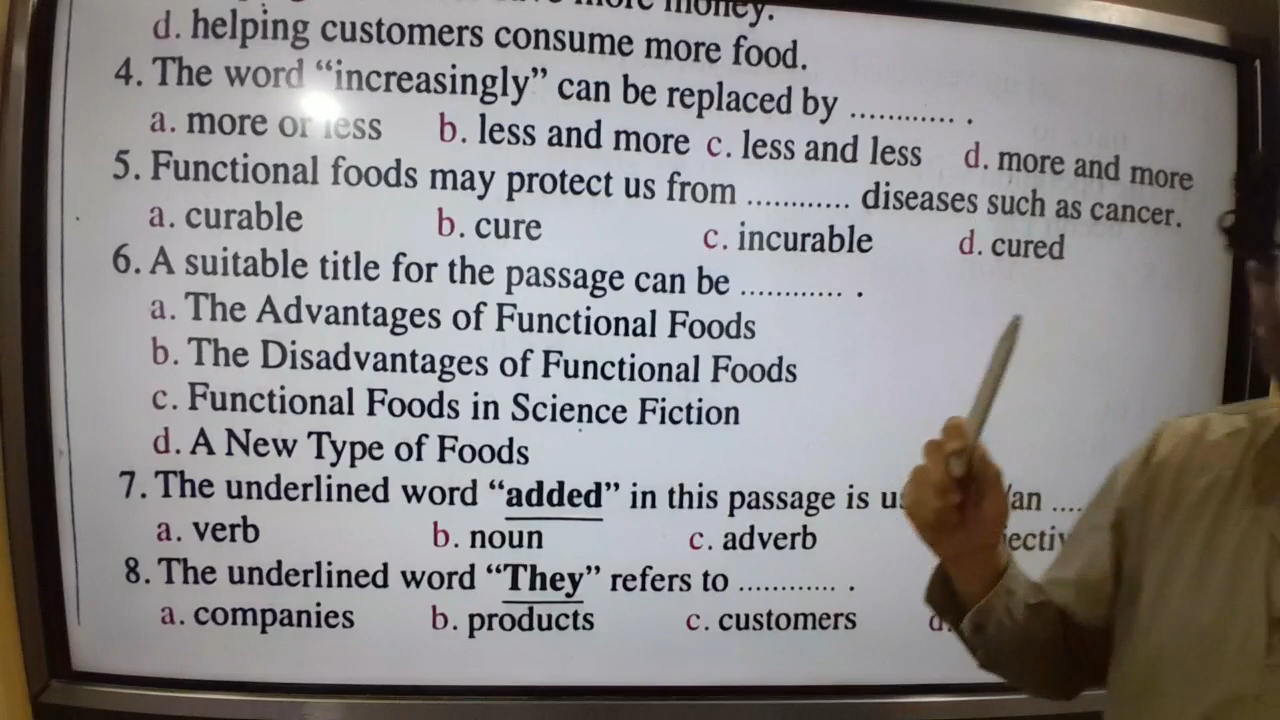 more money.
d. helping customers consume more food.
4. The word “increasingly” can be replaced by ............ .
a. more or less b. less and more c. less and less d. more and more
5. Functional foods may protect us from ............ diseases such as cancer.
a. curable b. cure c. incurable d. cured
6. A suitable title for the passage can be ............ .
a. The Advantages of Functional Foods
b. The Disadvantages of Functional Foods
c. Functional Foods in Science Fiction
d. A New Type of Foods
7. The underlined word “added” in this passage is /an ....
a. verb b. noun c. adverb
8. The underlined word “They” refers to ............ .
a. companies b. products c. customers d.